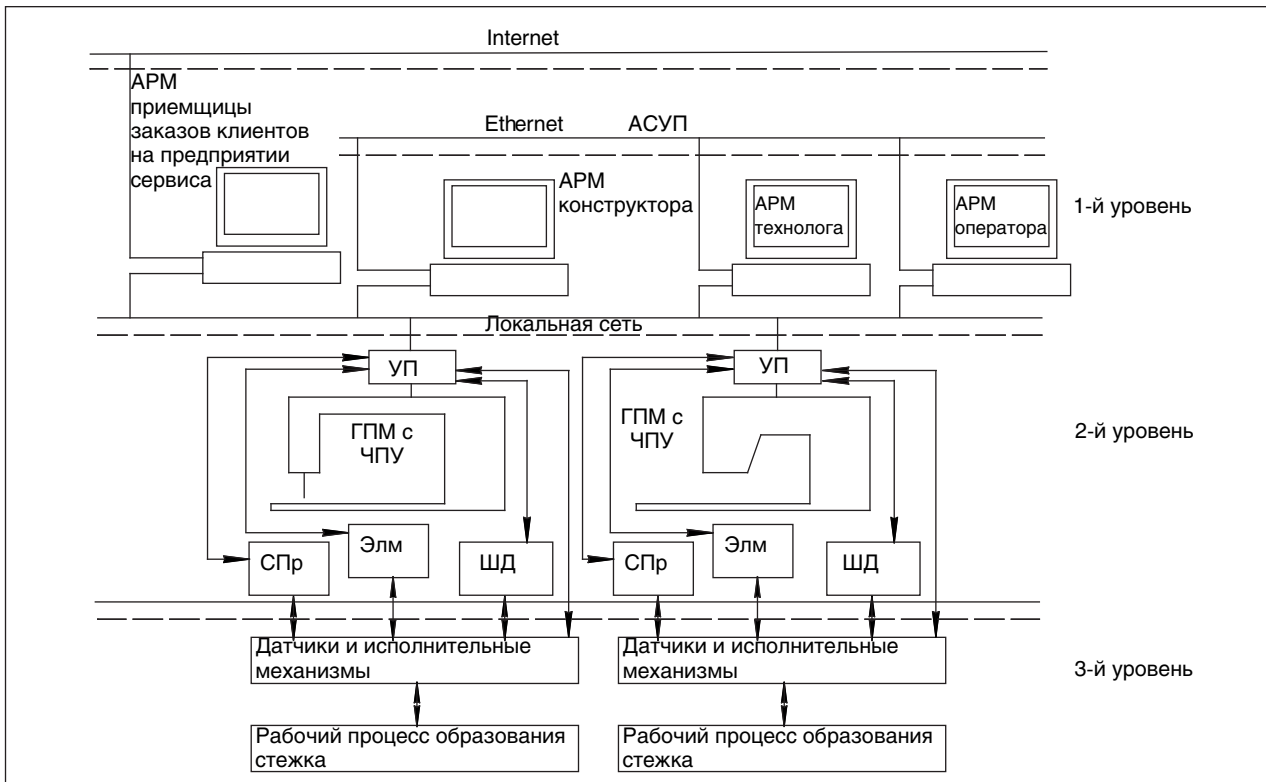 Internet
АРМ
приемщицы
заказов клиентов
на предприятии
сервиса
Ethernet АСУП
АРМ
конструктора
АРМ
технолога
АРМ
оператора
1-й уровень
Локальная сеть
УП
УП
ГПМ с
ЧПУ
ГПМ с
ЧПУ
2-й уровень
СПр
Элм
ШД
СПр
Элм
ШД
Датчики и исполнительные
механизмы
Датчики и исполнительные
механизмы
3-й уровень
Рабочий процесс образования
стежка
Рабочий процесс образования
стежка